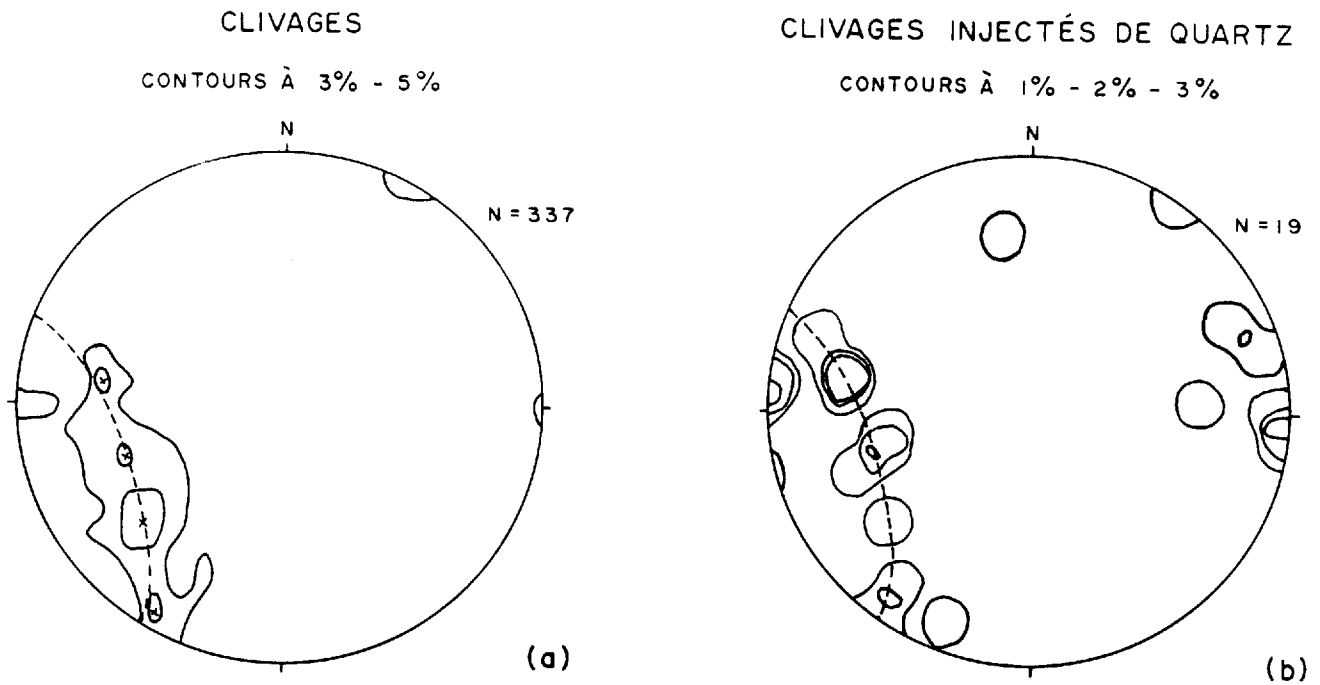 CLIVAGES
CONTOURS À 3% - 5%
N
N = 337
(a)
CLIVAGES INJECTÉS DE QUARTZ
CONTOURS À 1% - 2% - 3%
N
N = 19
(b)